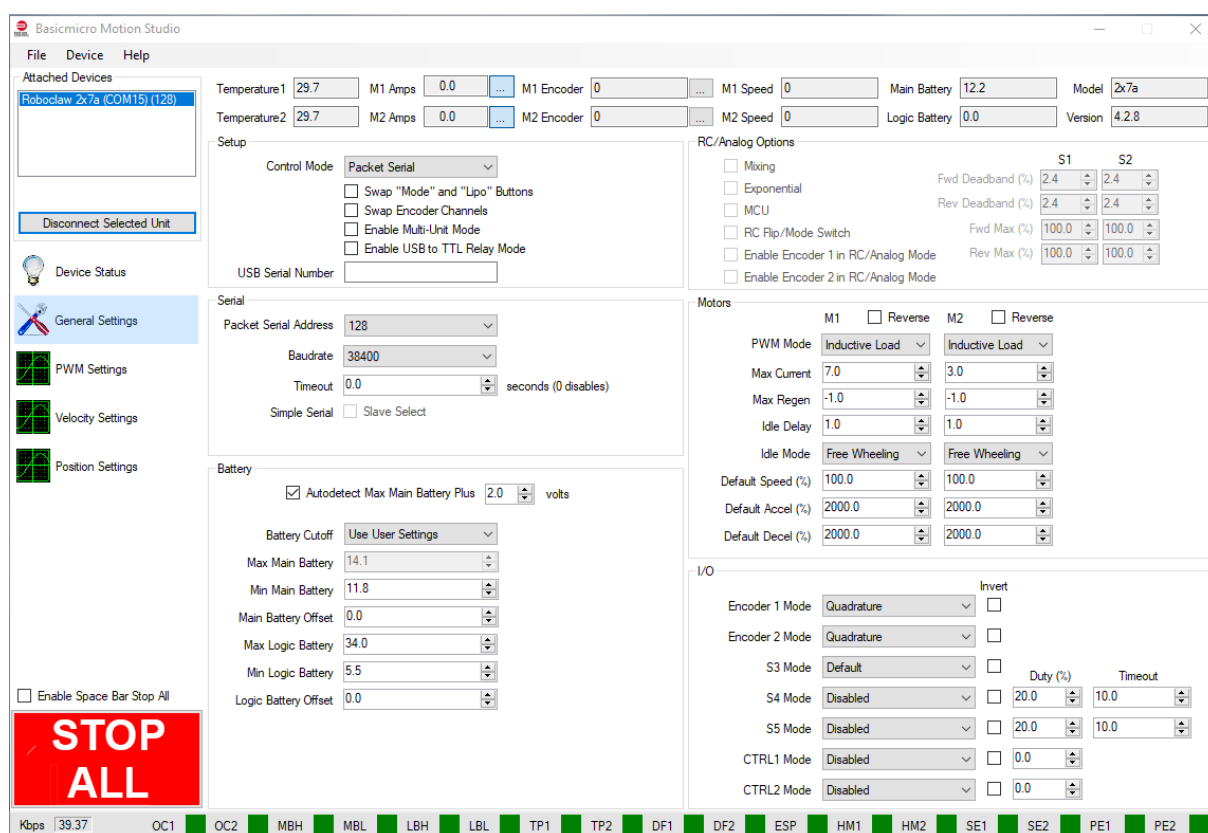 Basicmicro Motion Studio
File Device Help
Attached Devices
Roboclaw 2x7a (COM15) (128)
Disconnect Selected Unit
Temperature1 29.7 M1 Amps 0.0 ... M1 Encoder 0 ... M1 Speed 0 Main Battery 12.2 Model 2x7a
Temperature2 29.7 M2 Amps 0.0 ... M2 Encoder 0 ... M2 Speed 0 Logic Battery 0.0 Version 4.2.8
Device Status
General Settings
PWM Settings
Velocity Settings
Position Settings
Enable Space Bar Stop All
STOP
ALL
Setup
Control Mode Packet Serial
Swap "Mode" and "Lipo" Buttons
Swap Encoder Channels
Enable Multi-Unit Mode
Enable USB to TTL Relay Mode
USB Serial Number
Serial
Packet Serial Address 128
Baudrate 38400
Timeout 0.0 seconds (0 disables)
Simple Serial Slave Select
Battery
Autodetect Max Main Battery Plus 2.0 volts
Battery Cutoff Use User Settings
Max Main Battery 14.1
Min Main Battery 11.8
Main Battery Offset 0.0
Max Logic Battery 34.0
Min Logic Battery 5.5
Logic Battery Offset 0.0
RC/Analog Options
S1 S2
Mixing
Exponential
MCU
RC Flip/Mode Switch
Enable Encoder 1 in RC/Analog Mode
Enable Encoder 2 in RC/Analog Mode
Fwd Deadband (%) 2.4 2.4
Rev Deadband (%) 2.4 2.4
Fwd Max (%) 100.0 100.0
Rev Max (%) 100.0 100.0
Motors
M1 Reverse M2 Reverse
PWM Mode Inductive Load Inductive Load
Max Current 7.0 3.0
Max Regen -1.0 -1.0
Idle Delay 1.0 1.0
Idle Mode Free Wheeling Free Wheeling
Default Speed (%) 100.0 100.0
Default Accel (%) 2000.0 2000.0
Default Decel (%) 2000.0 2000.0
I/O
Invert
Encoder 1 Mode Quadrature
Encoder 2 Mode Quadrature
S3 Mode Default
Duty (%) Timeout
S4 Mode Disabled 20.0 10.0
S5 Mode Disabled 20.0 10.0
CTRL1 Mode Disabled 0.0
CTRL2 Mode Disabled 0.0
Kbps 39.37 OC1 OC2 MBH MBL LBH LBL TP1 TP2 DF1 DF2 ESP HM1 HM2 SE1 SE2 PE1 PE2